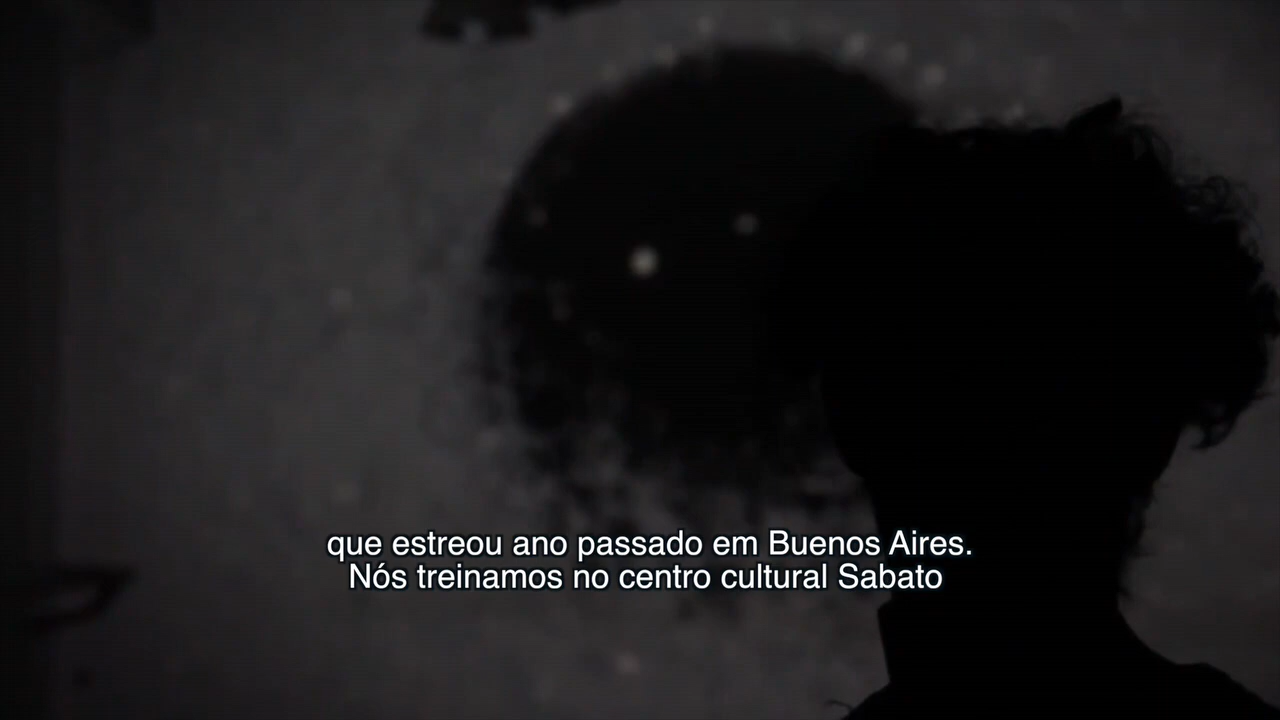 que estreou ano passado em Buenos Aires.
Nós treinamos no centro cultural Sabato